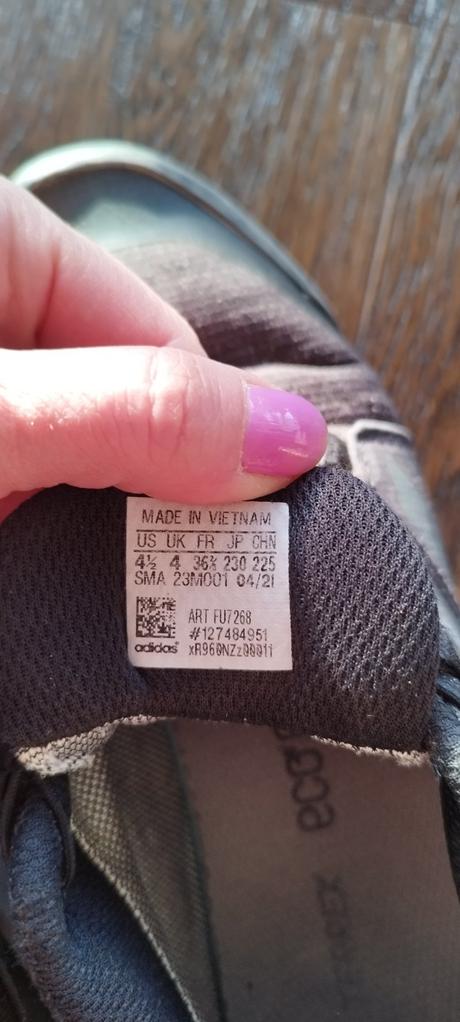 MADE IN VIETNAM
US UK FR JP CHN
4½ 4 36⅔ 230 225
SMA 23M001 04/21
ART FU7268
#127484951
adidas® xR960NZz00011